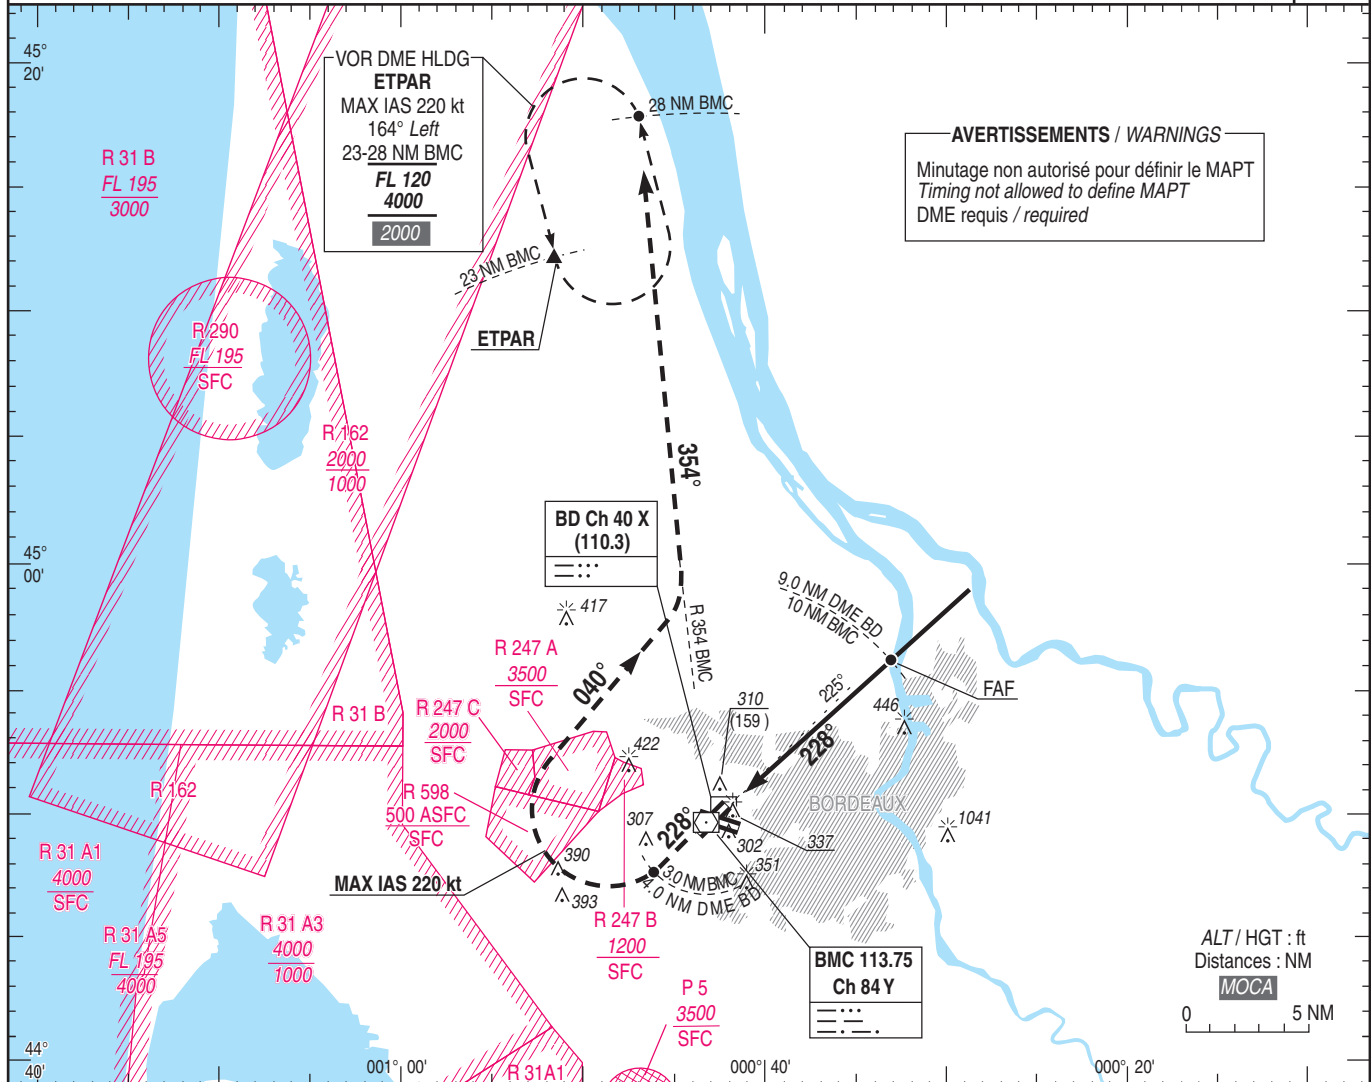 45°
20'
VOR DME HLDG
ETPAR
MAX IAS 220 kt
164° Left
23-28 NM BMC
FL 120
4000
2000
28 NM BMC
AVERTISSEMENTS / WARNINGS
Minutage non autorisé pour définir le MAPT
Timing not allowed to define MAPT
DME requis / required
R 31 B
FL 195
3000
23 NM BMC
ETPAR
R 290
FL 195
SFC
R 162
2000
1000
354°
BD Ch 40 X
(110.3)
45°
00'
9.0 NM DME BD
10 NM BMC
417
R 354 BMC
R 247 A
3500
SFC
040°
FAF
225°
310
(159 )
446
R 247 C
2000
SFC
R 31 B
422
228°
R 162
R 598
500 ASFC
SFC
BORDEAUX
307
228°
1041
302
337
R 31 A1
4000
SFC
390
351
3.0 NM BMC
4.0 NM DME BD
MAX IAS 220 kt
393
R 247 B
1200
SFC
R 31 A5
FL 195
4000
R 31 A3
4000
1000
BMC 113.75
Ch 84 Y
ALT / HGT : ft
Distances : NM
MOCA
0
5 NM
P 5
3500
SFC
44°
40'
001° 00'
R 31A1
000° 40'
000° 20'